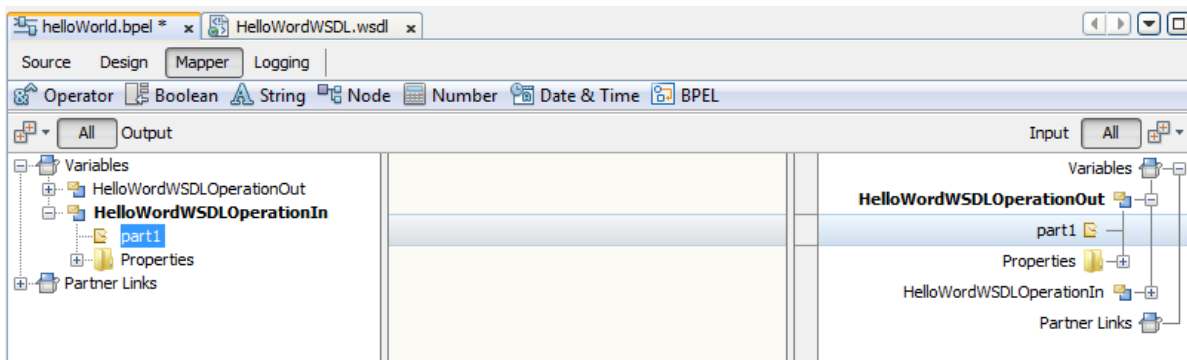 helloWorld.bpel * x HelloWordWSDL.wsdl x
Source Design Mapper Logging
Operator Boolean String Node Number Date & Time BPEL
All Output Input All
Variables Variables
HelloWordWSDLOperationOut HelloWordWSDLOperationOut
HelloWordWSDLOperationIn
part1 part1
Properties Properties
Partner Links HelloWordWSDLOperationIn
Partner Links